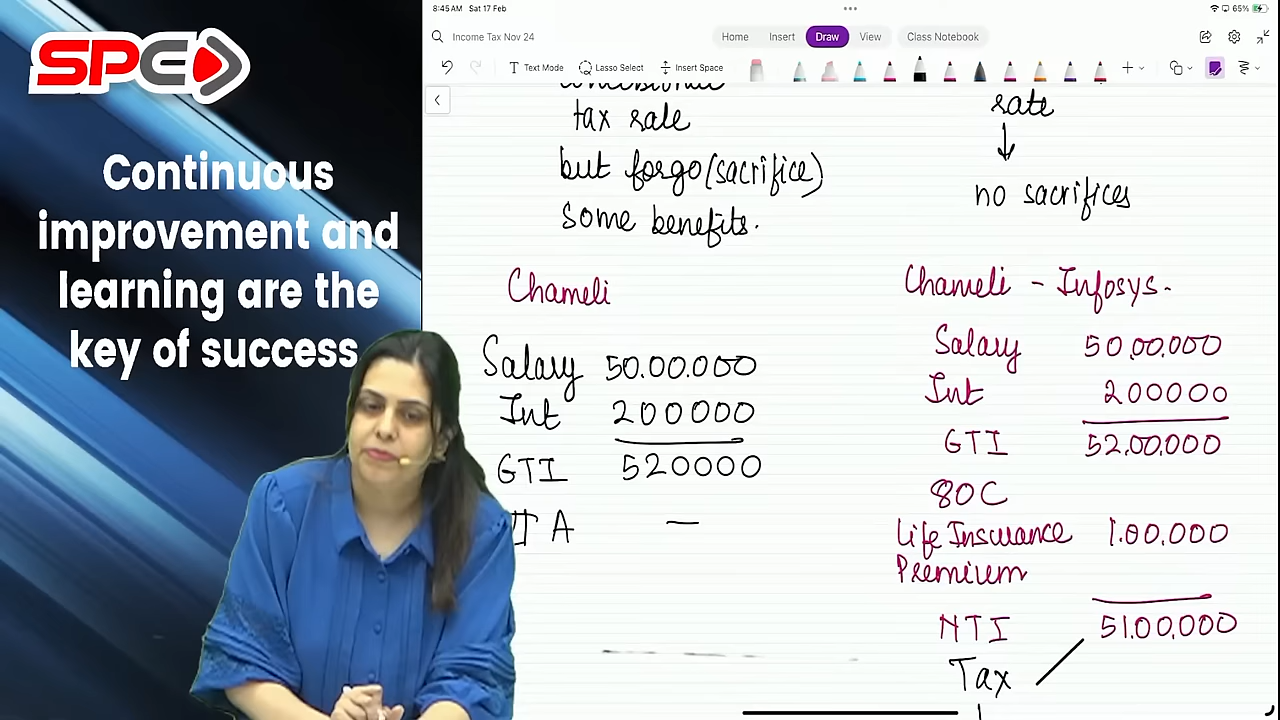 SPC
Continuous
improvement and
learning are the
key of success
8:45 AM Sat 17 Feb
65%
Income Tax Nov 24
Home Insert Draw View Class Notebook
Text Mode Lasso Select Insert Space
tax rate
but forgo (sacrifice)
some benefits.
rate
no sacrifices
Chameli
Salary 50.00.000
Int 200000
GTI 520000
A —
Chameli - Infosys.
Salary 50,00,000
Int 200000
GTI 52,00,000
80C
Life Insurance 1,00,000
Premium
NTI 51,00,000
Tax